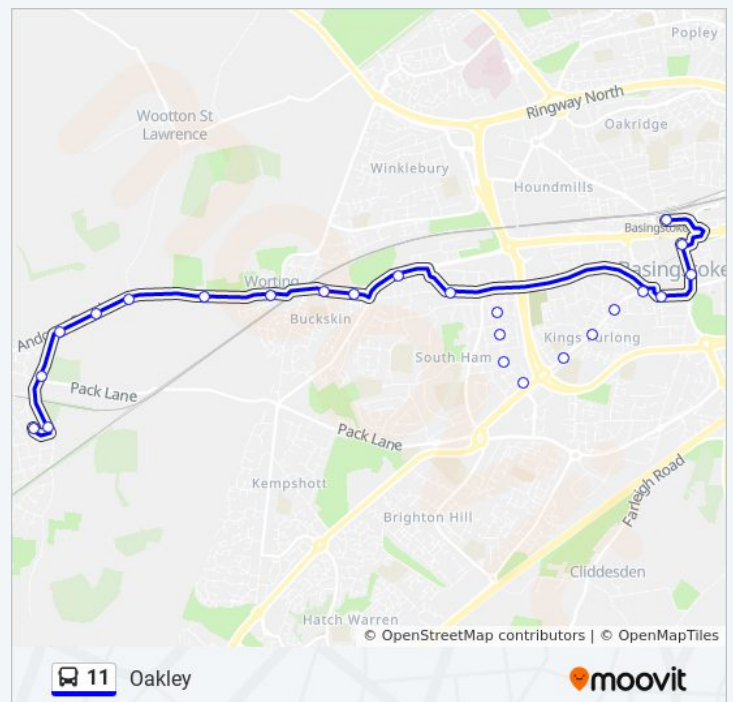 Popley
Ringway North
Wootton St
Lawrence
Oakridge
Winklebury
Houndmills
Basingstoke
Basingstoke
Worting
Buckskin
Kings Furlong
South Ham
Pack Lane
Pack Lane
Kempshott
Farleigh Road
Brighton Hill
Cliddesden
Hatch Warren
© OpenStreetMap contributors | © OpenMapTiles
11 Oakley
moovit